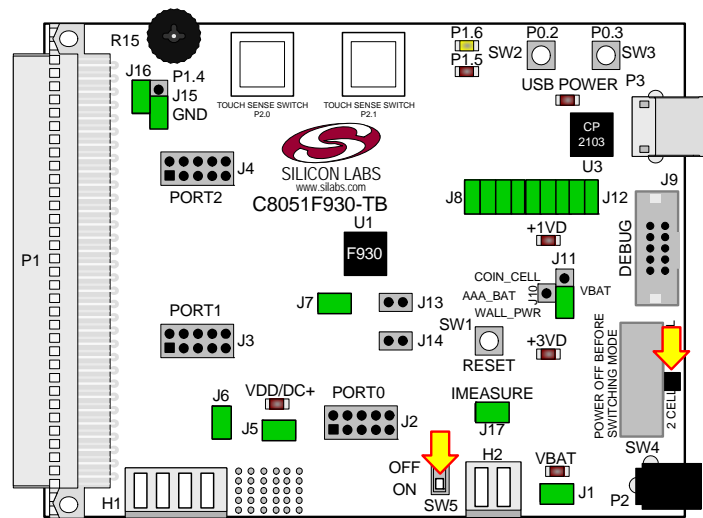 R15
P1.6
P1.5
P0.2
P0.3
SW2
SW3
USB POWER
P3
J16
P1.4
J15
GND
TOUCH SENSE SWITCH
P2.0
TOUCH SENSE SWITCH
P2.1
CP
2103
U3
J4
PORT2
SILICON LABS
www.silabs.com
C8051F930-TB
U1
F930
J8
J12
J9
+1VD
DEBUG
P1
J11
COIN_CELL
J10
AAA_BAT
VBAT
WALL_PWR
J7
J13
J14
PORT1
J3
SW1
RESET
+3VD
POWER OFF BEFORE
SWITCHING MODE
2 CELL
SW4
J6
VDD/DC+
J5
PORT0
J2
IMEASURE
J17
H1
OFF
ON
SW5
H2
VBAT
J1
P2